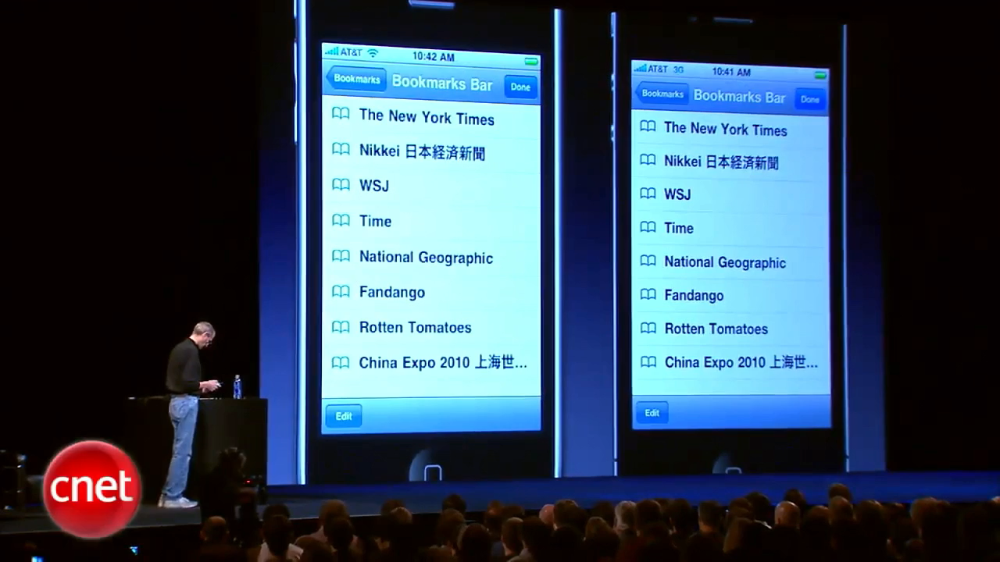 AT&T 10:42 AM
Bookmarks Bookmarks Bar Done
The New York Times
Nikkei 日本経済新聞
WSJ
Time
National Geographic
Fandango
Rotten Tomatoes
China Expo 2010 上海世...
Edit
AT&T 3G 10:41 AM
Bookmarks Bookmarks Bar Done
The New York Times
Nikkei 日本経済新聞
WSJ
Time
National Geographic
Fandango
Rotten Tomatoes
China Expo 2010 上海世...
Edit
cnet